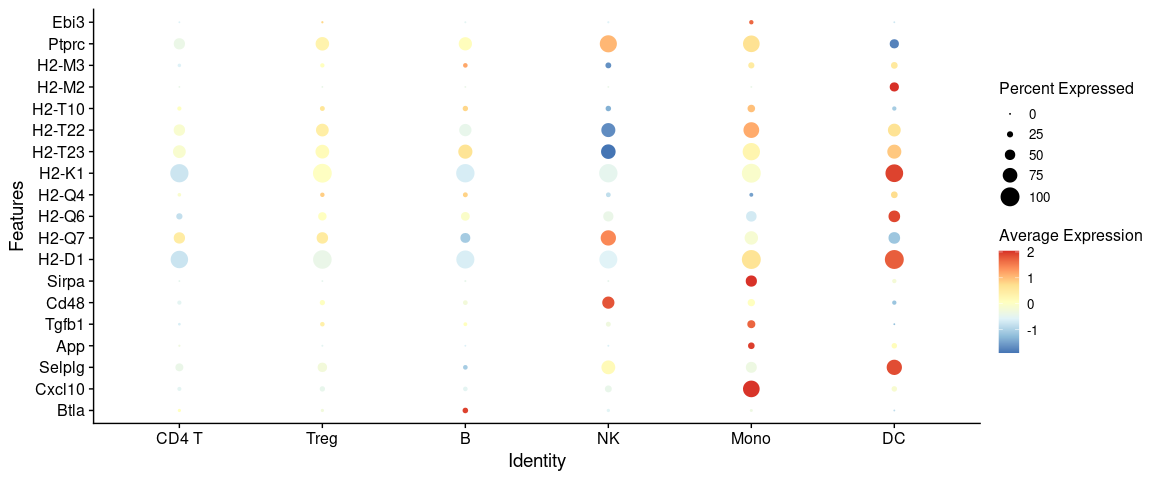 Ebi3
Ptprc
H2-M3
H2-M2
H2-T10
H2-T22
H2-T23
H2-K1
H2-Q4
H2-Q6
H2-Q7
H2-D1
Sirpa
Cd48
Tgfb1
App
Selplg
Cxcl10
Btla
Features
CD4 T Treg B NK Mono DC
Identity
Percent Expressed
0
25
50
75
100
Average Expression
2
1
0
-1